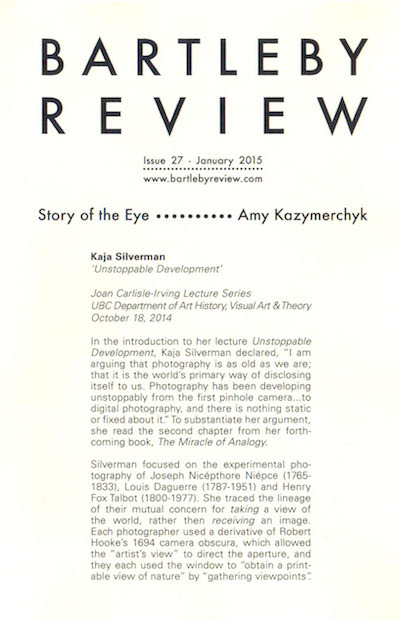 BARTLEBY
REVIEW
Issue 27 - January 2015
www.bartlebyreview.com
Story of the Eye •••••••••• Amy Kazymerchyk
Kaja Silverman
'Unstoppable Development'
Joan Carlisle-Irving Lecture Series
UBC Department of Art History, Visual Art & Theory
October 18, 2014
In the introduction to her lecture Unstoppable
Development, Kaja Silverman declared, "I am
arguing that photography is as old as we are;
that it is the world's primary way of disclosing
itself to us. Photography has been developing
unstoppably from the first pinhole camera...to
digital photography, and there is nothing static
or fixed about it." To substantiate her argument,
she read the second chapter from her forth-
coming book, The Miracle of Analogy.
Silverman focused on the experimental pho-
tography of Joseph Nicépthore Niépce (1765-
1833), Louis Daguerre (1787-1951) and Henry
Fox Talbot (1800-1977). She traced the lineage
of their mutual concern for taking a view of
the world, rather then receiving an image.
Each photographer used a derivative of Robert
Hooke's 1694 camera obscura, which allowed
the "artist's view" to direct the aperture, and
they each used the window to "obtain a print-
able view of nature" by "gathering viewpoints".